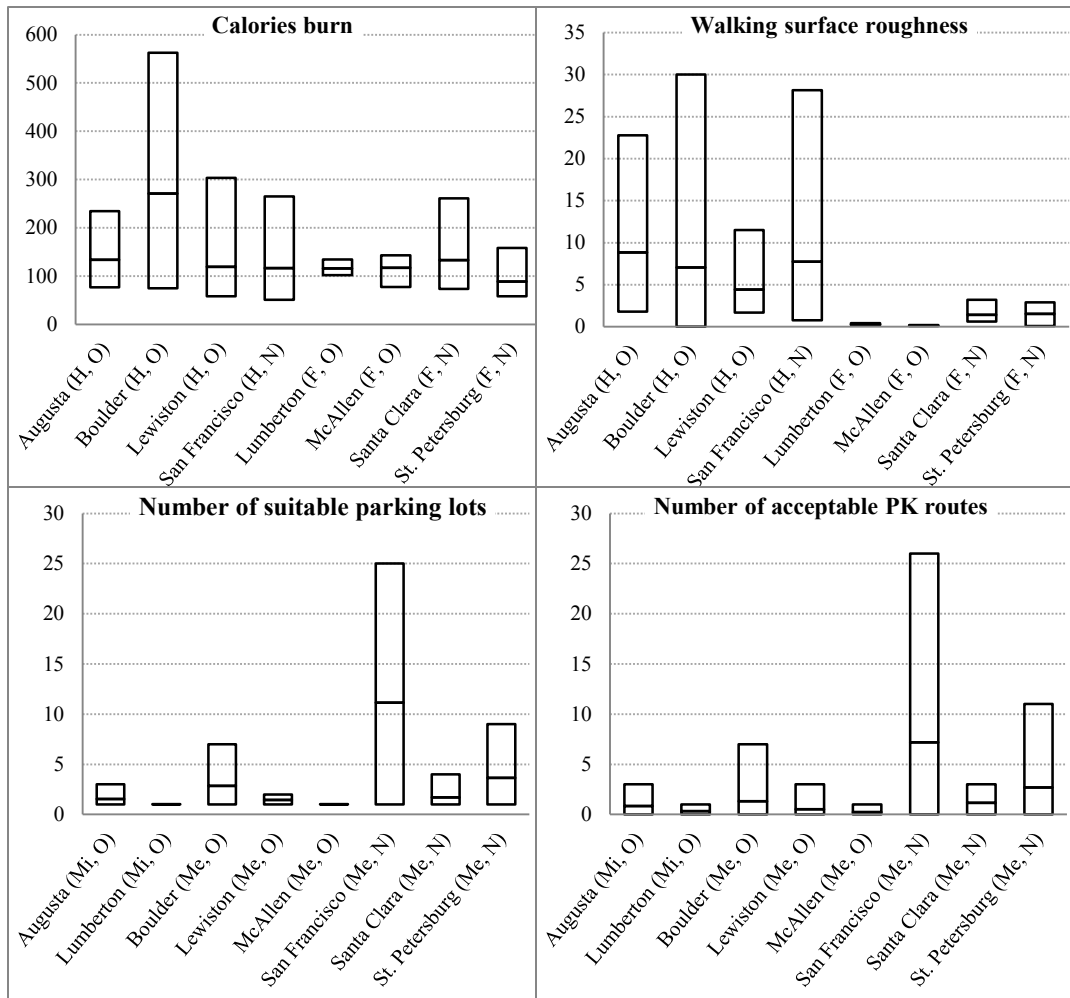 Calories burn
600
500
400
300
200
100
0
Augusta (H, O)
Boulder (H, O)
Lewiston (H, O)
San Francisco (H, N)
Lumberton (F, O)
McAllen (F, O)
Santa Clara (F, N)
St. Petersburg (F, N)
Walking surface roughness
35
30
25
20
15
10
5
0
Augusta (H, O)
Boulder (H, O)
Lewiston (H, O)
San Francisco (H, N)
Lumberton (F, O)
McAllen (F, O)
Santa Clara (F, N)
St. Petersburg (F, N)
Number of suitable parking lots
30
25
20
15
10
5
0
Augusta (Mi, O)
Lumberton (Mi, O)
Boulder (Me, O)
Lewiston (Me, O)
McAllen (Me, O)
San Francisco (Me, N)
Santa Clara (Me, N)
St. Petersburg (Me, N)
Number of acceptable PK routes
30
25
20
15
10
5
0
Augusta (Mi, O)
Lumberton (Mi, O)
Boulder (Me, O)
Lewiston (Me, O)
McAllen (Me, O)
San Francisco (Me, N)
Santa Clara (Me, N)
St. Petersburg (Me, N)